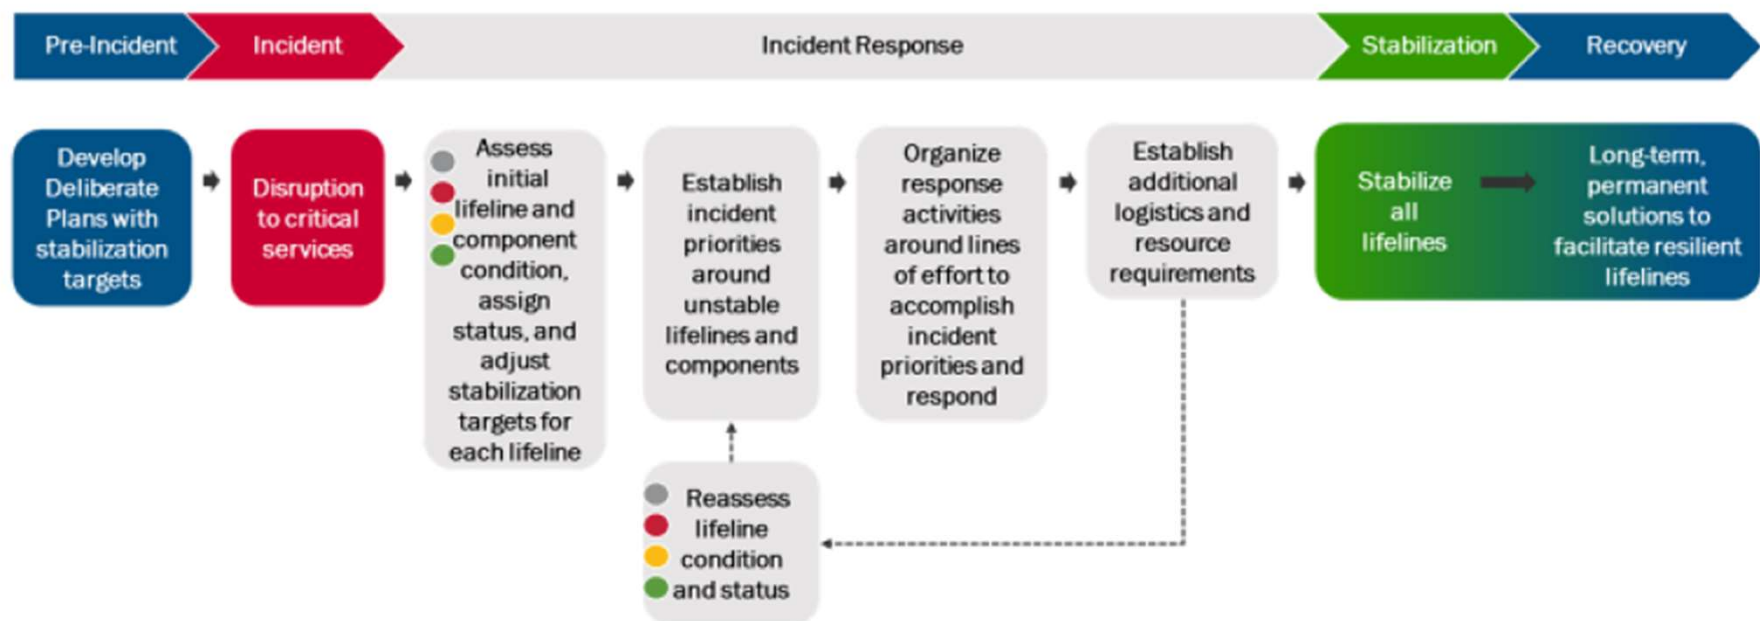 Pre-Incident
Incident
Incident Response
Stabilization
Recovery
Develop
Deliberate
Plans with
stabilization
targets
Disruption
to critical
services
Assess
initial
lifeline and
component
condition,
assign
status, and
adjust
stabilization
targets for
each lifeline
Establish
incident
priorities
around
unstable
lifelines and
components
Organize
response
activities
around lines
of effort to
accomplish
incident
priorities and
respond
Establish
additional
logistics and
resource
requirements
Stabilize
all
lifelines
Long-term,
permanent
solutions to
facilitate resilient
lifelines
Reassess
lifeline
condition
and status